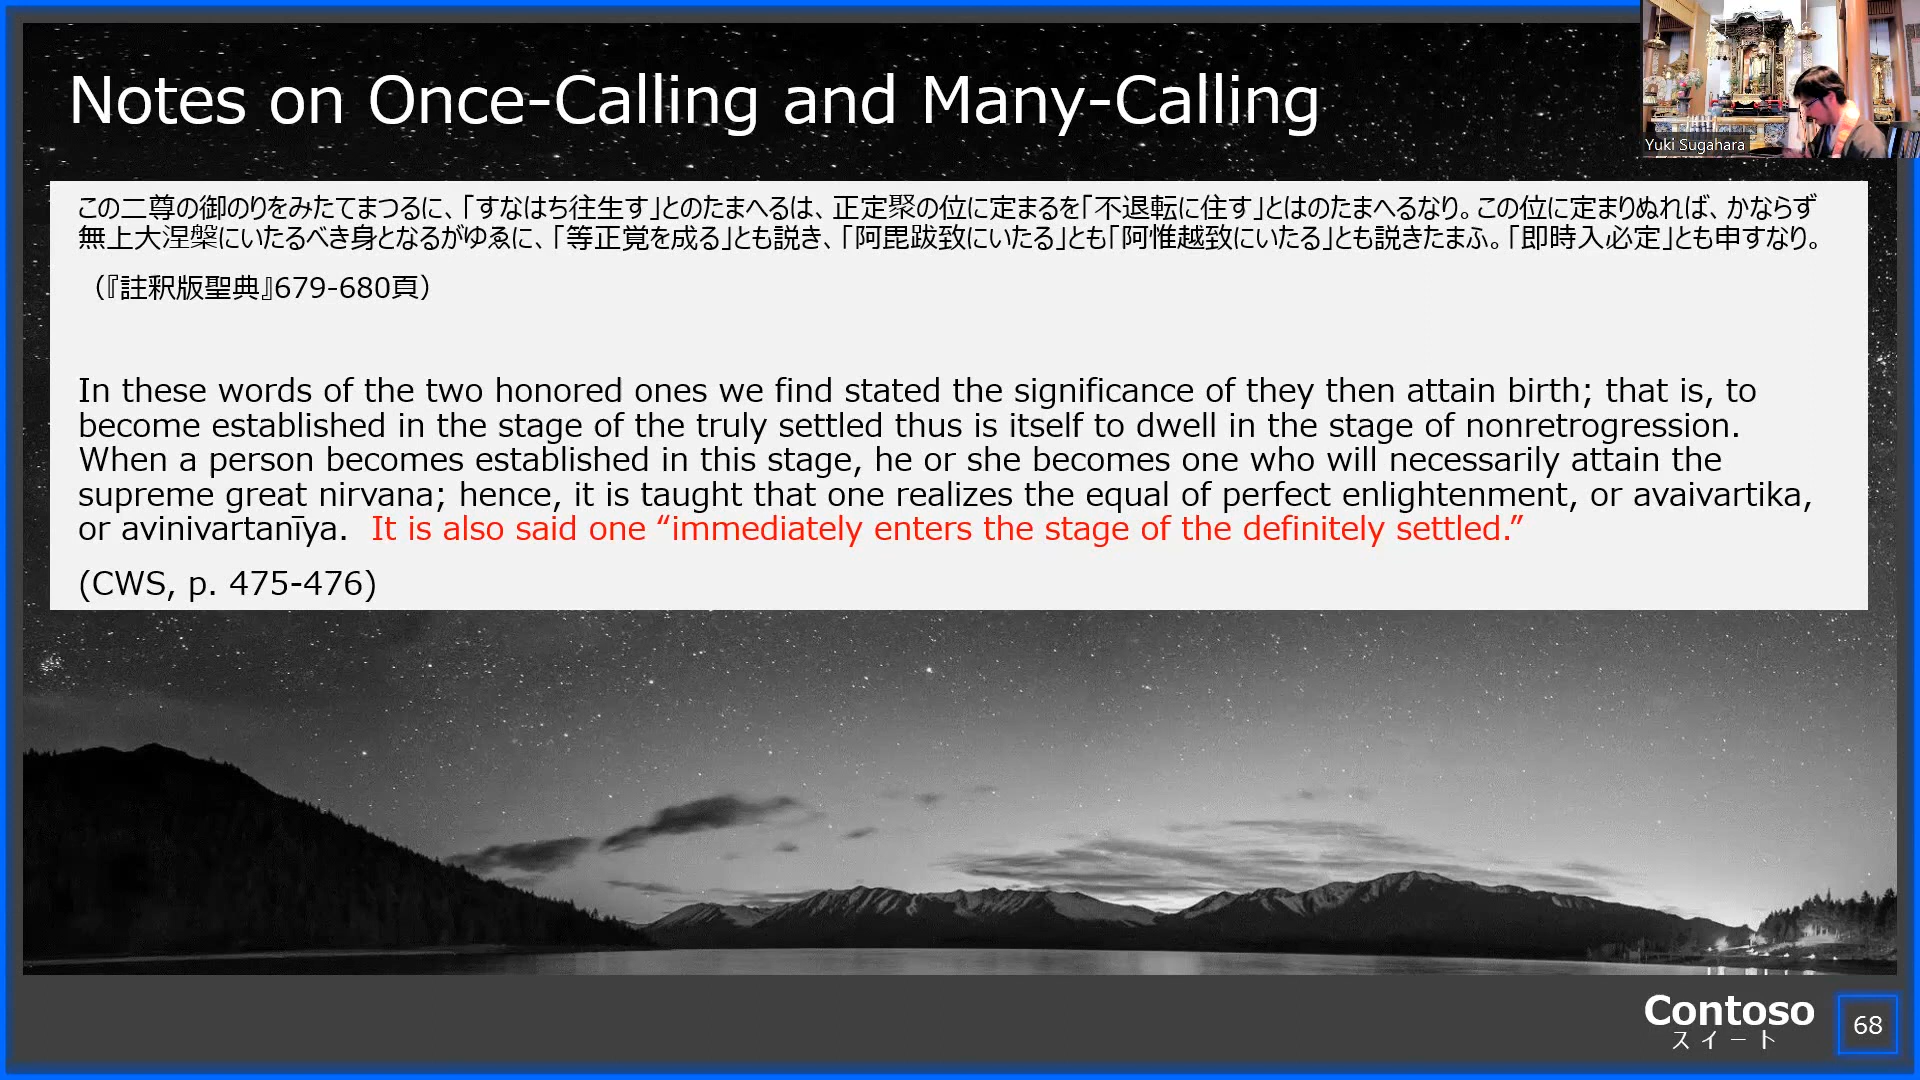 Notes on Once-Calling and Many-Calling
Yuki Sugahara
この二尊の御のりをみたてまつるに、「すなはち往生す」とのたまへるは、正定聚の位に定まるを「不退転に住す」とはのたまへるなり。この位に定まりぬれば、かならず
無上大涅槃にいたるべき身となるがゆゑに、「等正覚を成る」とも説き、「阿毘跋致にいたる」とも「阿惟越致にいたる」とも説きたまふ。「即時入必定」とも申すなり。
（『註釈版聖典』679-680頁）
In these words of the two honored ones we find stated the significance of they then attain birth; that is, to
become established in the stage of the truly settled thus is itself to dwell in the stage of nonretrogression.
When a person becomes established in this stage, he or she becomes one who will necessarily attain the
supreme great nirvana; hence, it is taught that one realizes the equal of perfect enlightenment, or avaivartika,
or avinivartanīya.  It is also said one “immediately enters the stage of the definitely settled.”
(CWS, p. 475-476)
Contoso
スイート
68